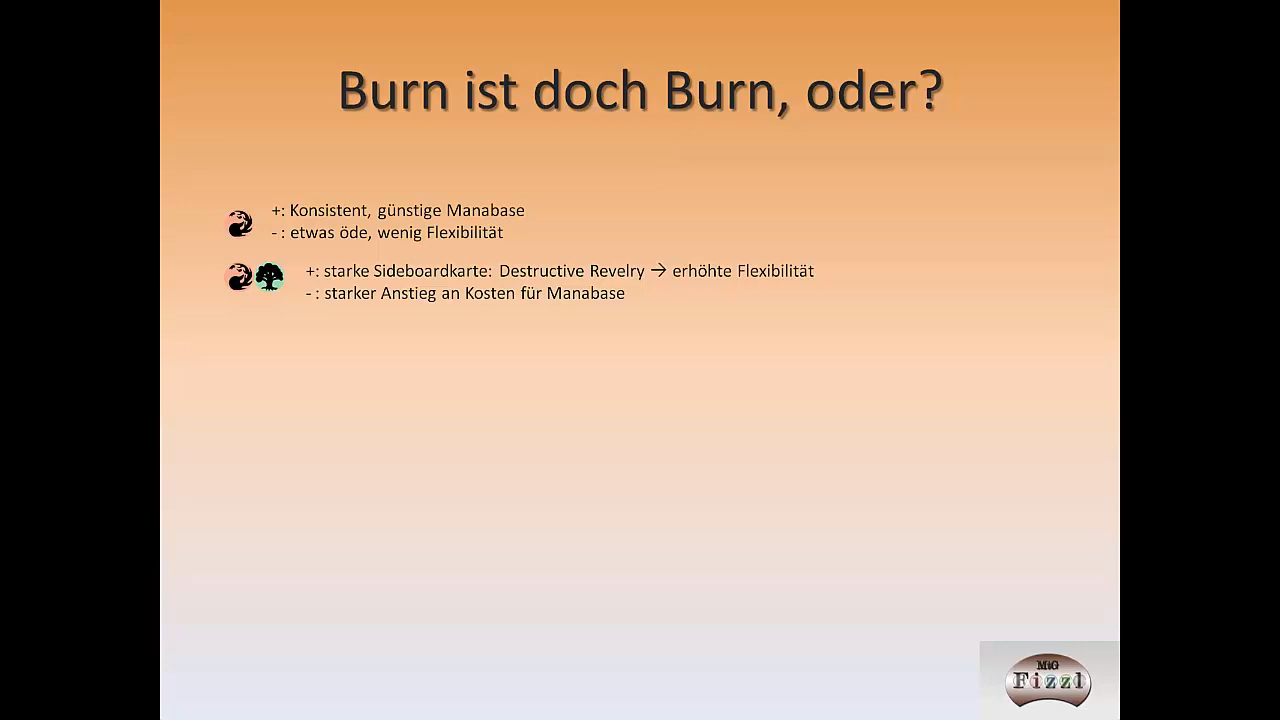 Burn ist doch Burn, oder?
+: Konsistent, günstige Manabase
- : etwas öde, wenig Flexibilität
+: starke Sideboardkarte: Destructive Revelry → erhöhte Flexibilität
- : starker Anstieg an Kosten für Manabase
MtG
Fizzl